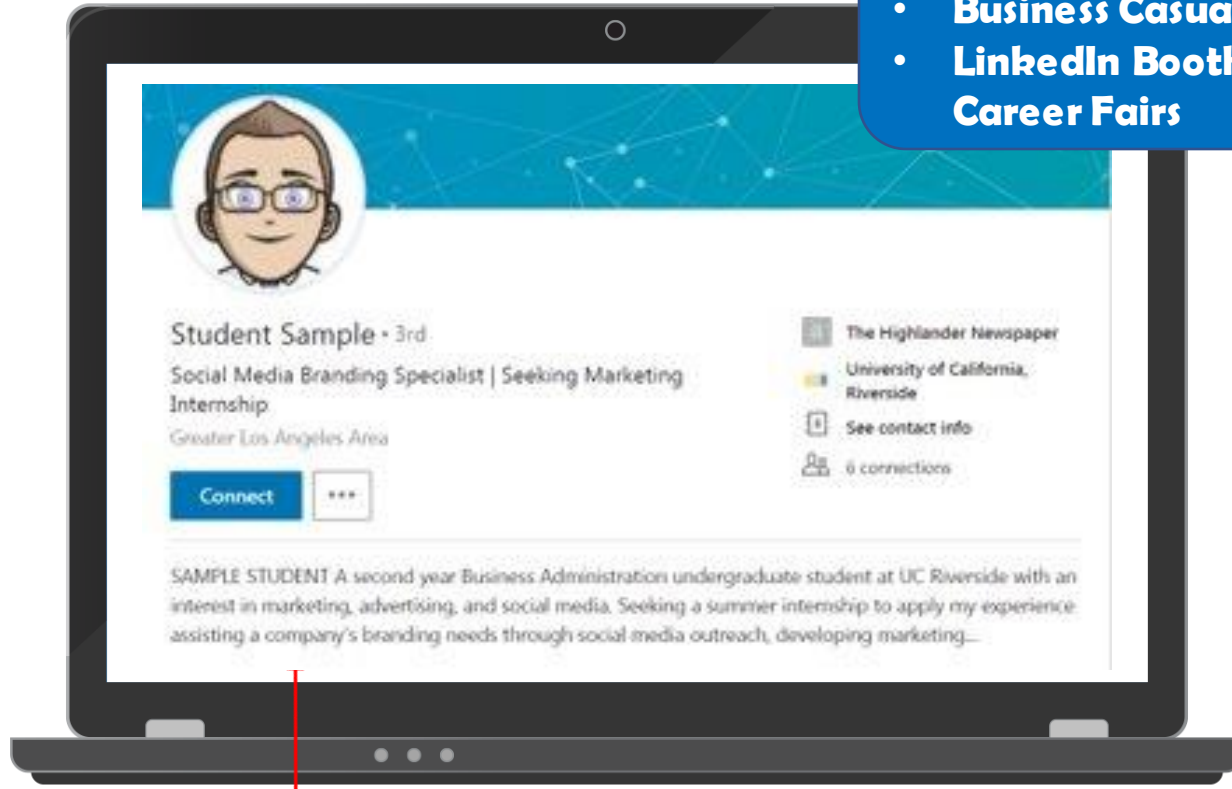 • Business Casua
• LinkedIn Booth
Career Fairs
Student Sample • 3rd
Social Media Branding Specialist | Seeking Marketing
Internship
Greater Los Angeles Area
Connect
•••
The Highlander Newspaper
University of California,
Riverside
See contact info
6 connections
SAMPLE STUDENT A second year Business Administration undergraduate student at UC Riverside with an
interest in marketing, advertising, and social media. Seeking a summer internship to apply my experience
assisting a company's branding needs through social media outreach, developing marketing...